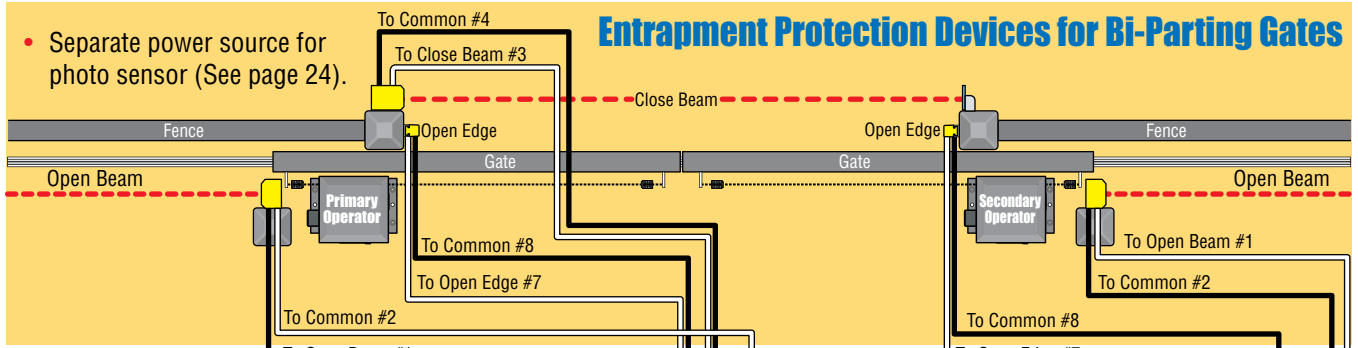 Entrapment Protection Devices for Bi-Parting Gates
• Separate power source for
photo sensor (See page 24).
To Common #4
To Close Beam #3
Close Beam
Fence
Open Edge
Open Edge
Fence
Gate
Gate
Open Beam
Open Beam
Primary
Operator
Secondary
Operator
To Common #8
To Open Beam #1
To Open Edge #7
To Common #2
To Common #2
To Common #8